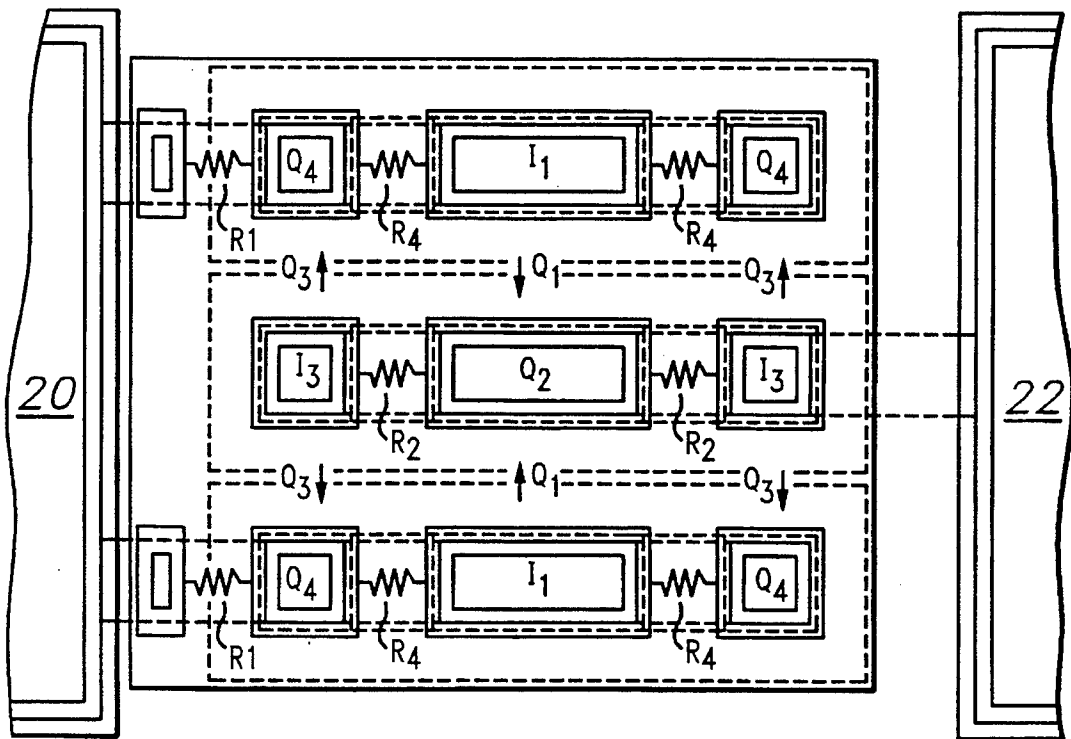 Q4 I1 Q4
R1 R4 R4
Q3 Q1 Q3
20 I3 Q2 I3 22
R2 R2
Q3 Q1 Q3
Q4 I1 Q4
R1 R4 R4